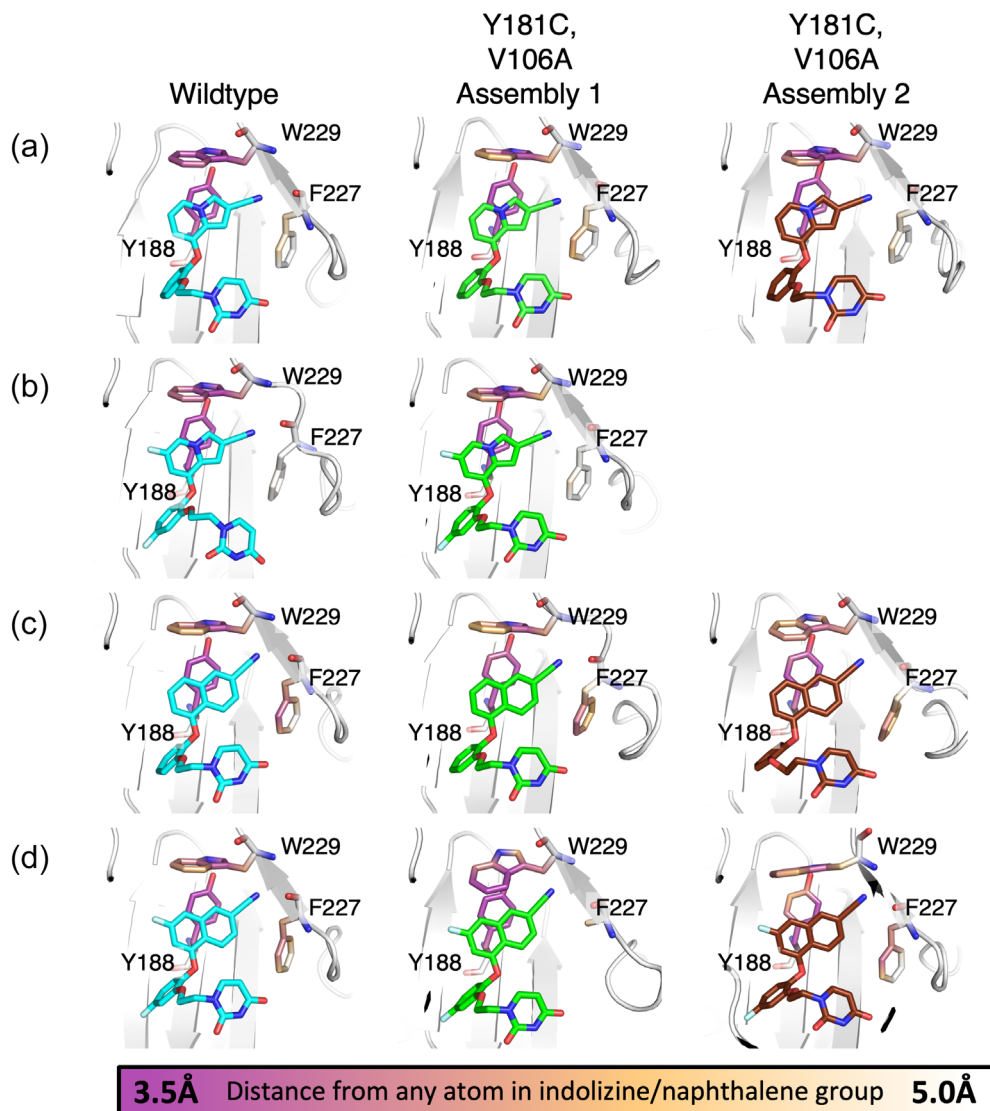 Wildtype
Y181C,
V106A
Assembly 1
Y181C,
V106A
Assembly 2
(a)
W229
F227
Y188
W229
F227
Y188
W229
F227
Y188
(b)
W229
F227
Y188
W229
F227
Y188
(c)
W229
F227
Y188
W229
F227
Y188
W229
F227
Y188
(d)
W229
F227
Y188
W229
F227
Y188
W229
F227
Y188
3.5Å Distance from any atom in indolizine/naphthalene group 5.0Å